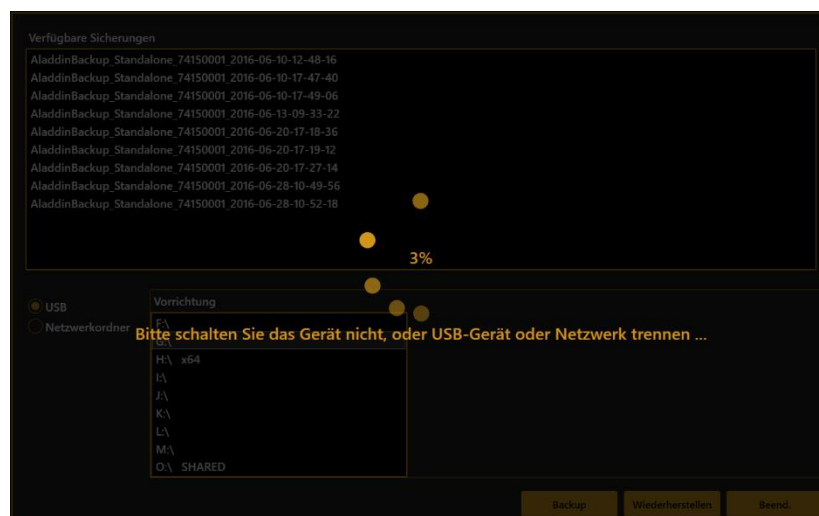 Verfügbare Sicherungen
AladdinBackup_Standalone_74150001_2016-06-10-12-48-16
AladdinBackup_Standalone_74150001_2016-06-10-17-47-40
AladdinBackup_Standalone_74150001_2016-06-10-17-49-06
AladdinBackup_Standalone_74150001_2016-06-13-09-33-22
AladdinBackup_Standalone_74150001_2016-06-20-17-18-36
AladdinBackup_Standalone_74150001_2016-06-20-17-19-12
AladdinBackup_Standalone_74150001_2016-06-20-17-27-14
AladdinBackup_Standalone_74150001_2016-06-28-10-49-56
AladdinBackup_Standalone_74150001_2016-06-28-10-52-18
3%
USB
Netzwerkordner
Vorrichtung
F:\
Bitte schalten Sie das Gerät nicht, oder USB-Gerät oder Netzwerk trennen ...
G:\
H:\ x64
I:\
J:\
K:\
L:\
M:\
O:\ SHARED
Backup
Wiederherstellen
Beend.